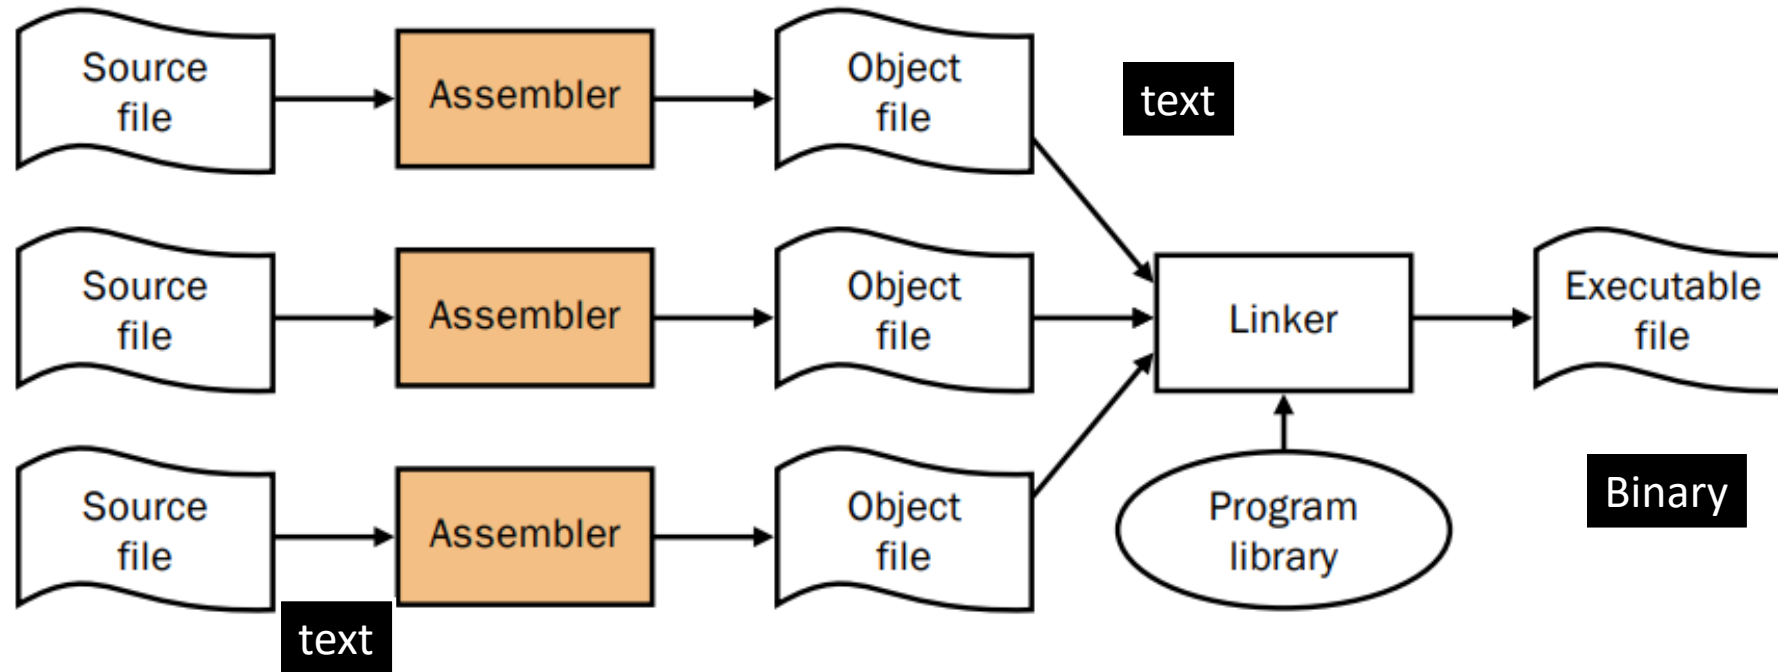 Source
file
Assembler
Object
file
text
Source
file
Assembler
Object
file
Linker
Executable
file
Source
file
Assembler
Object
file
Program
library
Binary
text